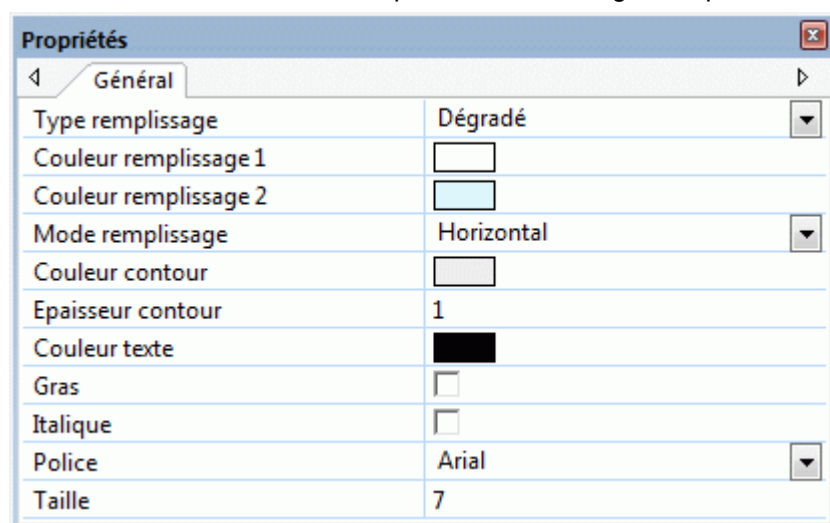 Propriétés
Général
Type remplissage Dégradé
Couleur remplissage 1
Couleur remplissage 2
Mode remplissage Horizontal
Couleur contour
Epaisseur contour 1
Couleur texte
Gras
Italique
Police Arial
Taille 7